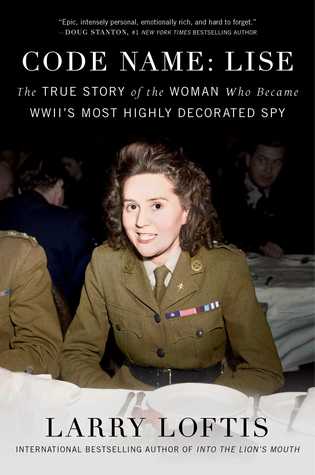 "Epic, intensely personal, emotionally rich, and hard to forget."
—DOUG STANTON, #1 NEW YORK TIMES BESTSELLING AUTHOR
CODE NAME: LISE
The TRUE STORY of the WOMAN Who Became
WWII'S MOST HIGHLY DECORATED SPY
LARRY LOFTIS
INTERNATIONAL BESTSELLING AUTHOR OF INTO THE LION'S MOUTH